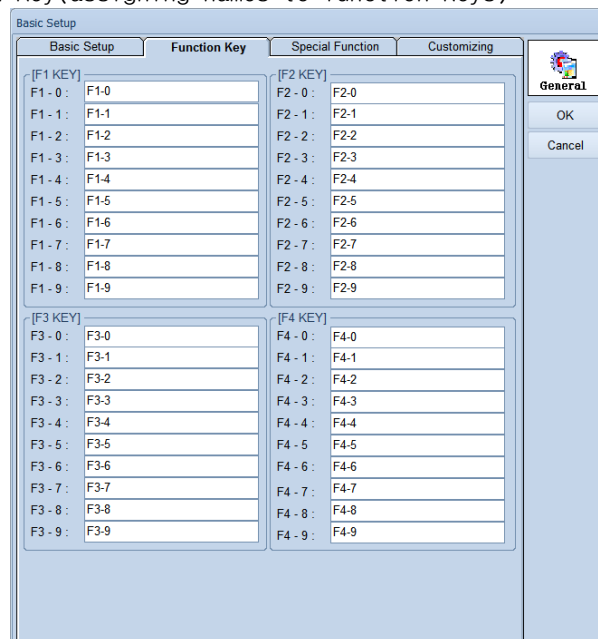 Key(assigning names to function keys)
Basic Setup
Basic Setup Function Key Special Function Customizing
General
OK
Cancel
[F1 KEY]
F1 - 0 : F1-0
F1 - 1 : F1-1
F1 - 2 : F1-2
F1 - 3 : F1-3
F1 - 4 : F1-4
F1 - 5 : F1-5
F1 - 6 : F1-6
F1 - 7 : F1-7
F1 - 8 : F1-8
F1 - 9 : F1-9
[F2 KEY]
F2 - 0 : F2-0
F2 - 1 : F2-1
F2 - 2 : F2-2
F2 - 3 : F2-3
F2 - 4 : F2-4
F2 - 5 : F2-5
F2 - 6 : F2-6
F2 - 7 : F2-7
F2 - 8 : F2-8
F2 - 9 : F2-9
[F3 KEY]
F3 - 0 : F3-0
F3 - 1 : F3-1
F3 - 2 : F3-2
F3 - 3 : F3-3
F3 - 4 : F3-4
F3 - 5 : F3-5
F3 - 6 : F3-6
F3 - 7 : F3-7
F3 - 8 : F3-8
F3 - 9 : F3-9
[F4 KEY]
F4 - 0 : F4-0
F4 - 1 : F4-1
F4 - 2 : F4-2
F4 - 3 : F4-3
F4 - 4 : F4-4
F4 - 5 F4-5
F4 - 6 : F4-6
F4 - 7 : F4-7
F4 - 8 : F4-8
F4 - 9 : F4-9